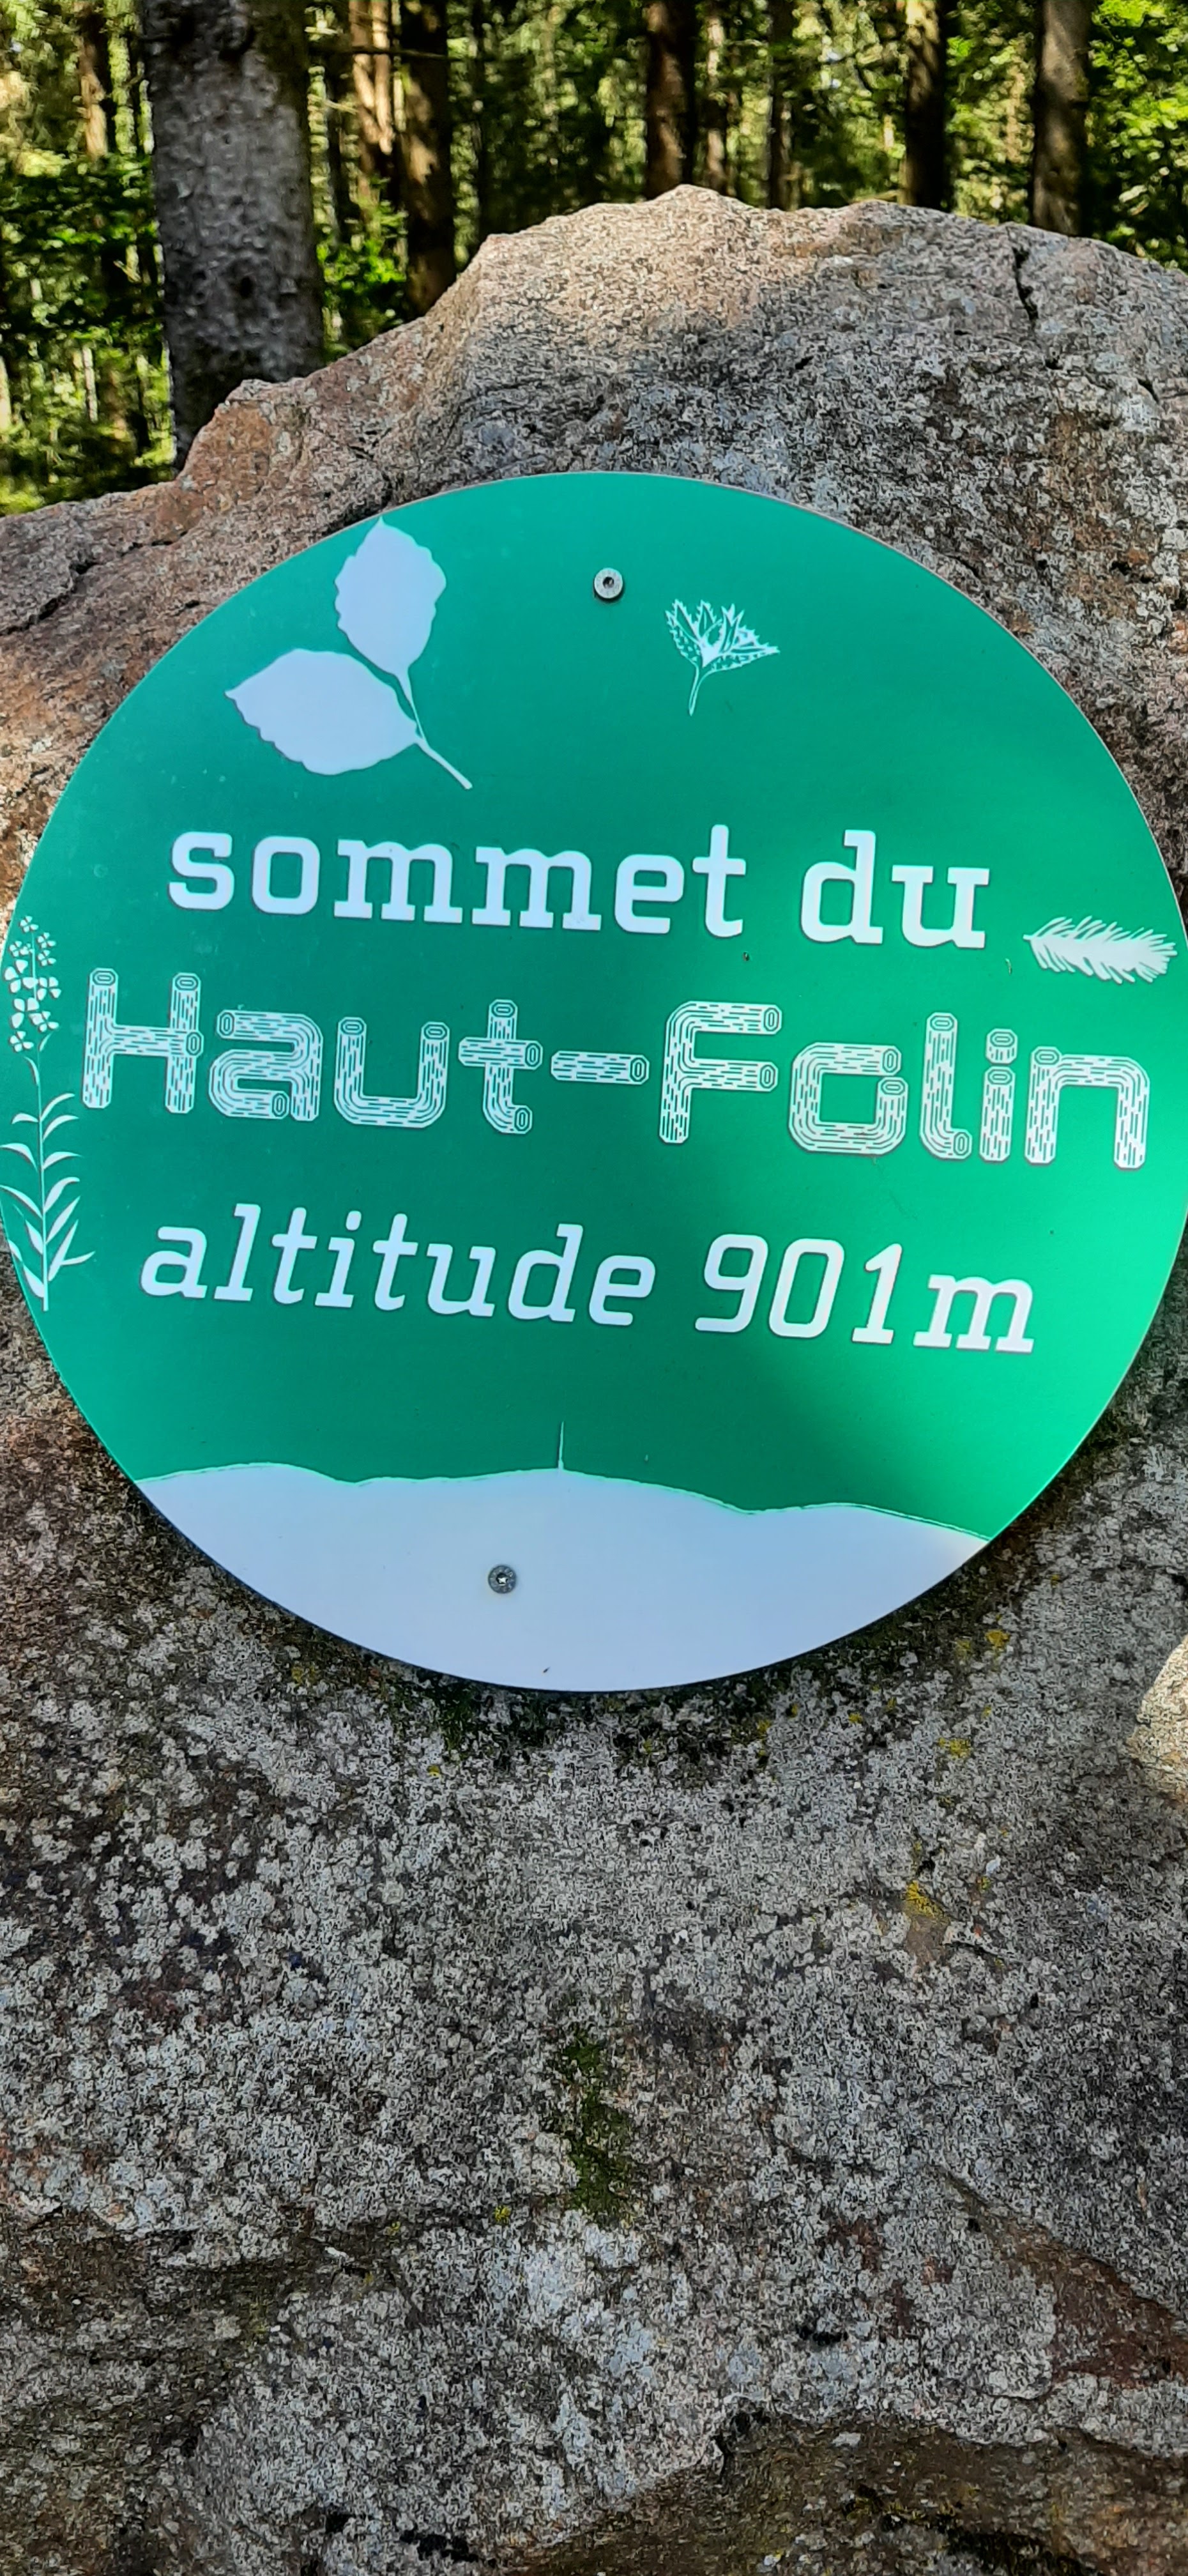 sommet du
Haut-Folin
altitude 901m